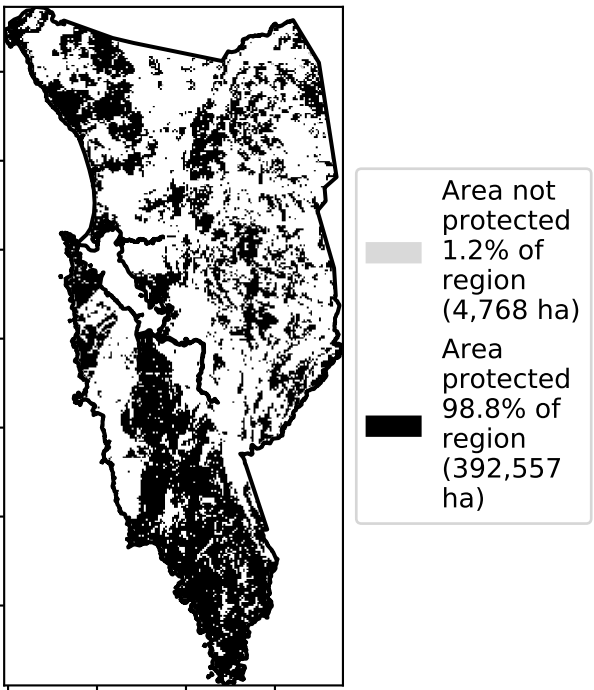 Area not
protected
1.2% of
region
(4,768 ha)
Area
protected
98.8% of
region
(392,557
ha)